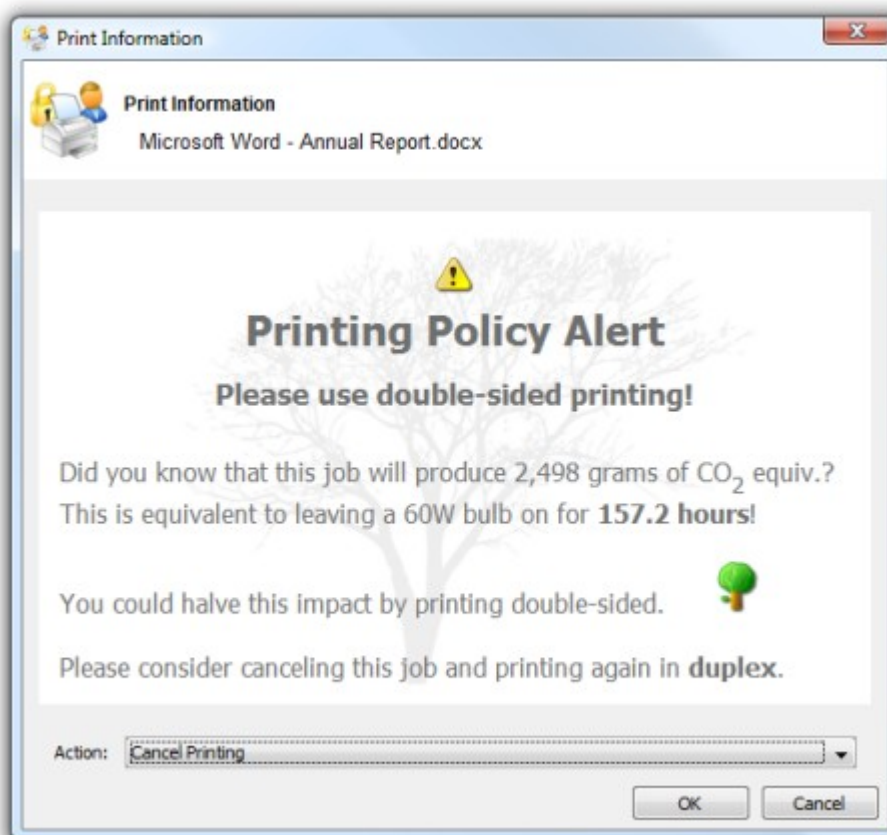 Print Information
Print Information
Microsoft Word - Annual Report.docx
Printing Policy Alert
Please use double-sided printing!
Did you know that this job will produce 2,498 grams of CO₂ equiv.?
This is equivalent to leaving a 60W bulb on for 157.2 hours!
You could halve this impact by printing double-sided.
Please consider canceling this job and printing again in duplex.
Action: Cancel Printing
OK Cancel